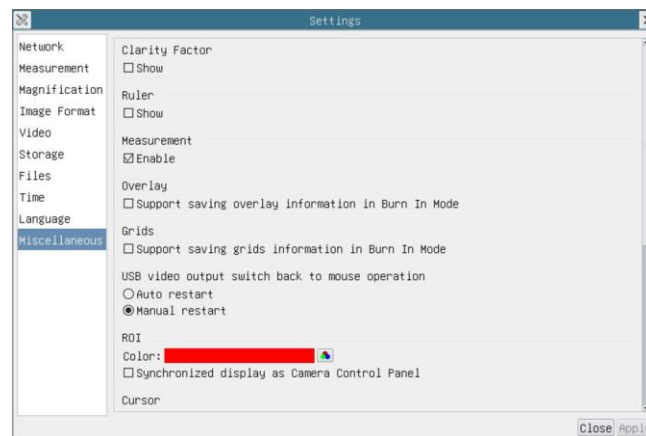 Settings
Network
Measurement
Magnification
Image Format
Video
Storage
Files
Time
Language
Miscellaneous
Clarity Factor
Show
Ruler
Show
Measurement
Enable
Overlay
Support saving overlay information in Burn In Mode
Grids
Support saving grids information in Burn In Mode
USB video output switch back to mouse operation
Auto restart
Manual restart
ROI
Color:
Synchronized display as Camera Control Panel
Cursor
Close